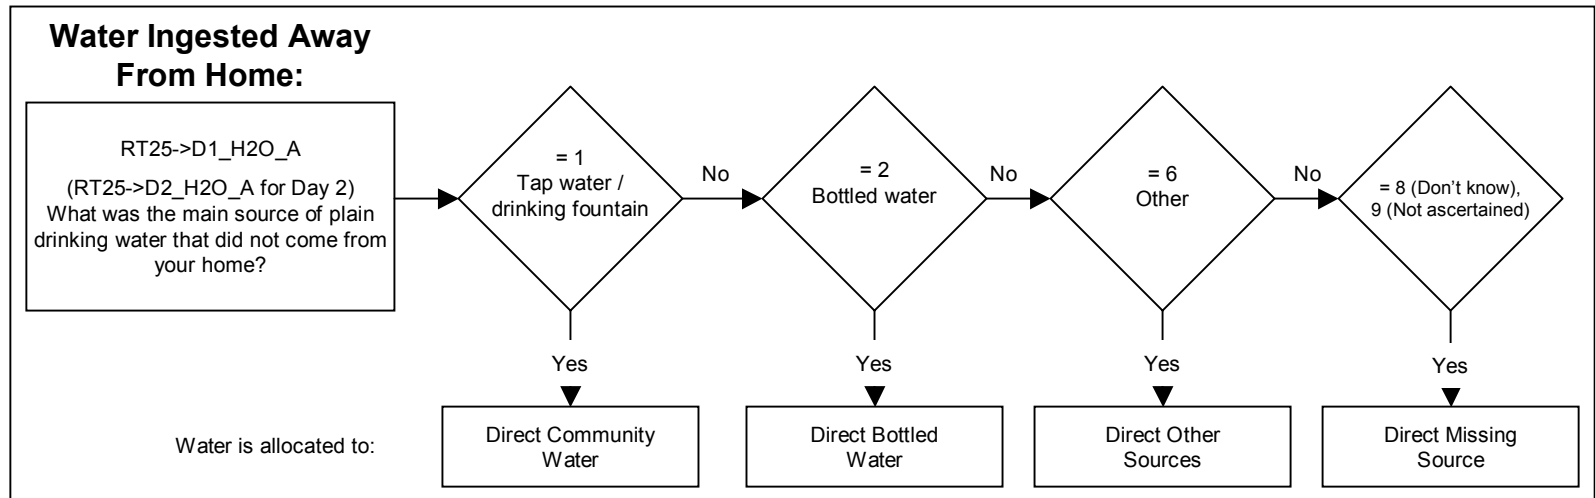 Water Ingested Away
From Home:
RT25->D1_H2O_A
(RT25->D2_H2O_A for Day 2)
What was the main source of plain
drinking water that did not come from
your home?
= 1
Tap water /
drinking fountain
No
= 2
Bottled water
No
= 6
Other
No
= 8 (Don’t know),
9 (Not ascertained)
Yes
Yes
Yes
Yes
Water is allocated to:
Direct Community
Water
Direct Bottled
Water
Direct Other
Sources
Direct Missing
Source